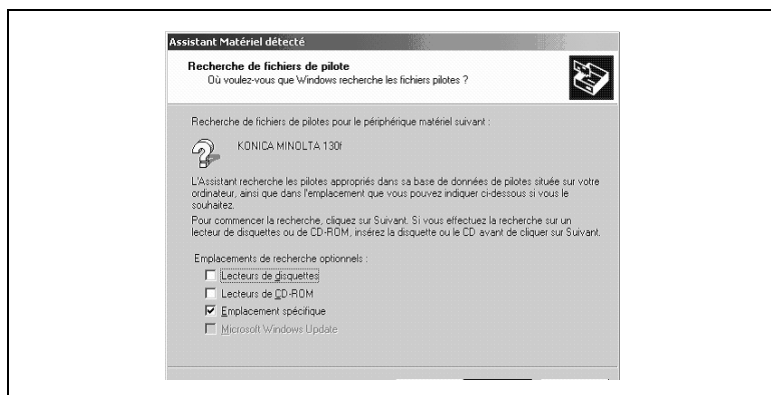 Assistant Matériel détecté
Recherche de fichiers de pilote
Où voulez-vous que Windows recherche les fichiers pilotes ?
Recherche de fichiers de pilotes pour le périphérique matériel suivant :
KONICA MINOLTA 130f
L'Assistant recherche les pilotes appropriés dans sa base de données de pilotes située sur votre
ordinateur, ainsi que dans l'emplacement que vous pouvez indiquer ci-dessous si vous le
souhaitez.
Pour commencer la recherche, cliquez sur Suivant. Si vous effectuez la recherche sur un
lecteur de disquettes ou de CD-ROM, insérez la disquette ou le CD avant de cliquer sur Suivant.
Emplacements de recherche optionnels :
Lecteurs de disquettes
Lecteurs de CD-ROM
Emplacement spécifique
Microsoft Windows Update